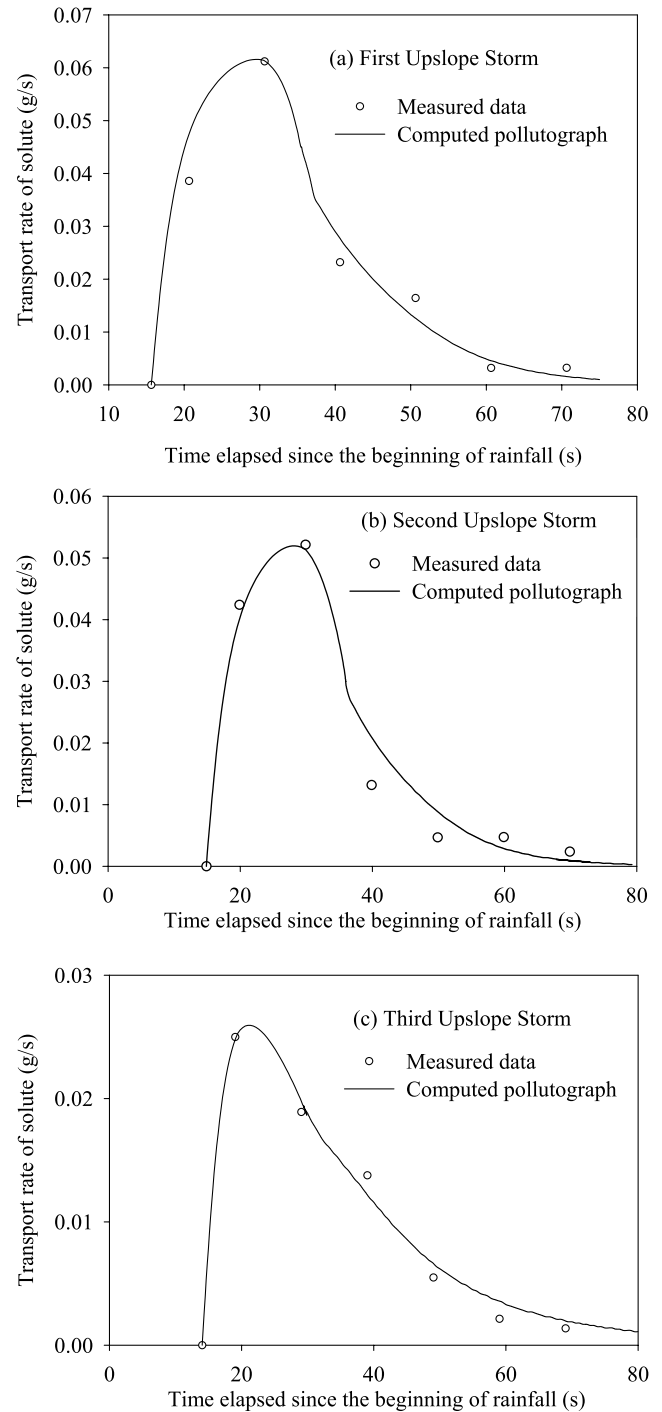 0.07
0.06
0.05
0.04
0.03
0.02
0.01
0.00
Transport rate of solute (g/s)
(a) First Upslope Storm
Measured data
Computed pollutograph
10 20 30 40 50 60 70 80
Time elapsed since the beginning of rainfall (s)
0.06
0.05
0.04
0.03
0.02
0.01
0.00
Transport rate of solute (g/s)
(b) Second Upslope Storm
Measured data
Computed pollutograph
0 20 40 60 80
Time elapsed since the beginning of rainfall (s)
0.03
0.02
0.01
0.00
Transport rate of solute (g/s)
(c) Third Upslope Storm
Measured data
Computed pollutograph
0 20 40 60 80
Time elapsed since the beginning of rainfall (s)